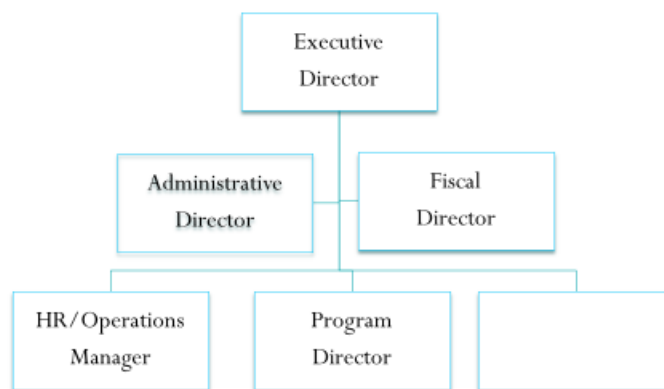 Executive
Director
Administrative
Director
Fiscal
Director
HR/Operations
Manager
Program
Director